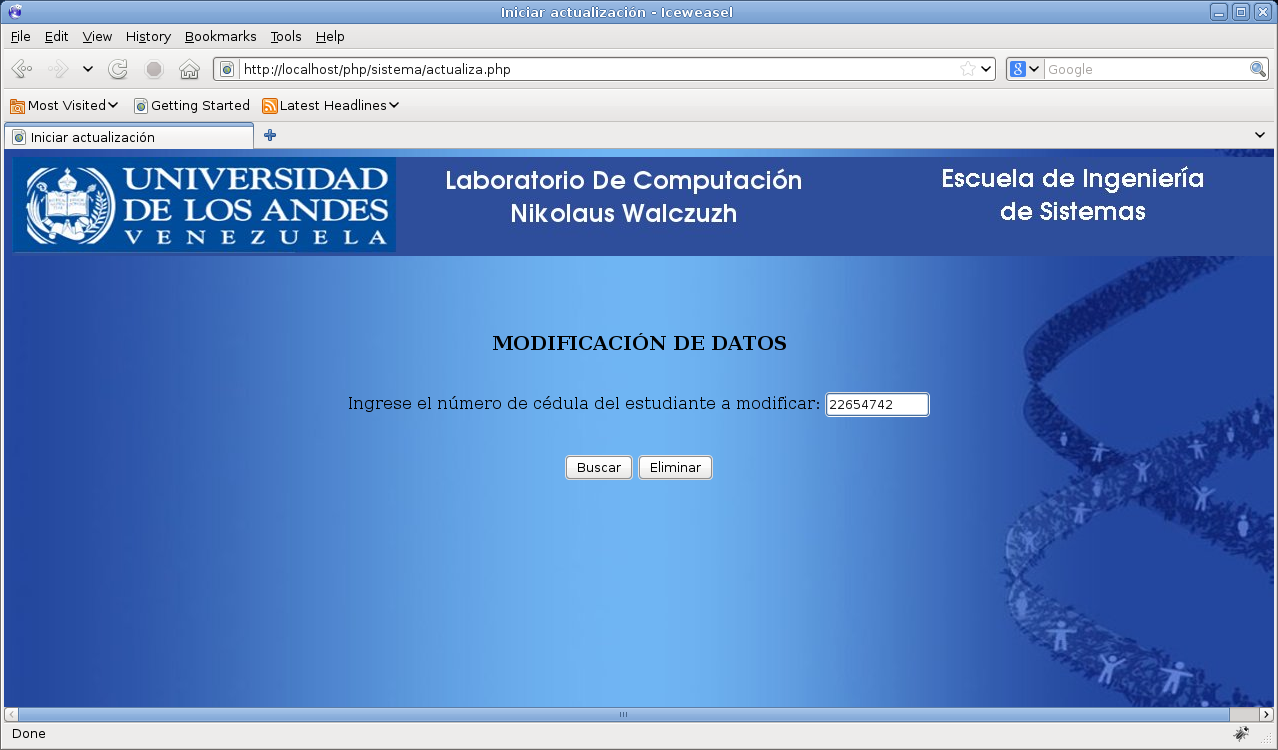 Iniciar actualización - Iceweasel
File Edit View History Bookmarks Tools Help
http://localhost/php/sistema/actualiza.php
Google
Most Visited Getting Started Latest Headlines
Iniciar actualización
UNIVERSIDAD
DE LOS ANDES
VENEZUELA
Laboratorio De Computación
Nikolaus Walczuzh
Escuela de Ingeniería
de Sistemas
MODIFICACIÓN DE DATOS
Ingrese el número de cédula del estudiante a modificar: 22654742
Buscar Eliminar
Done